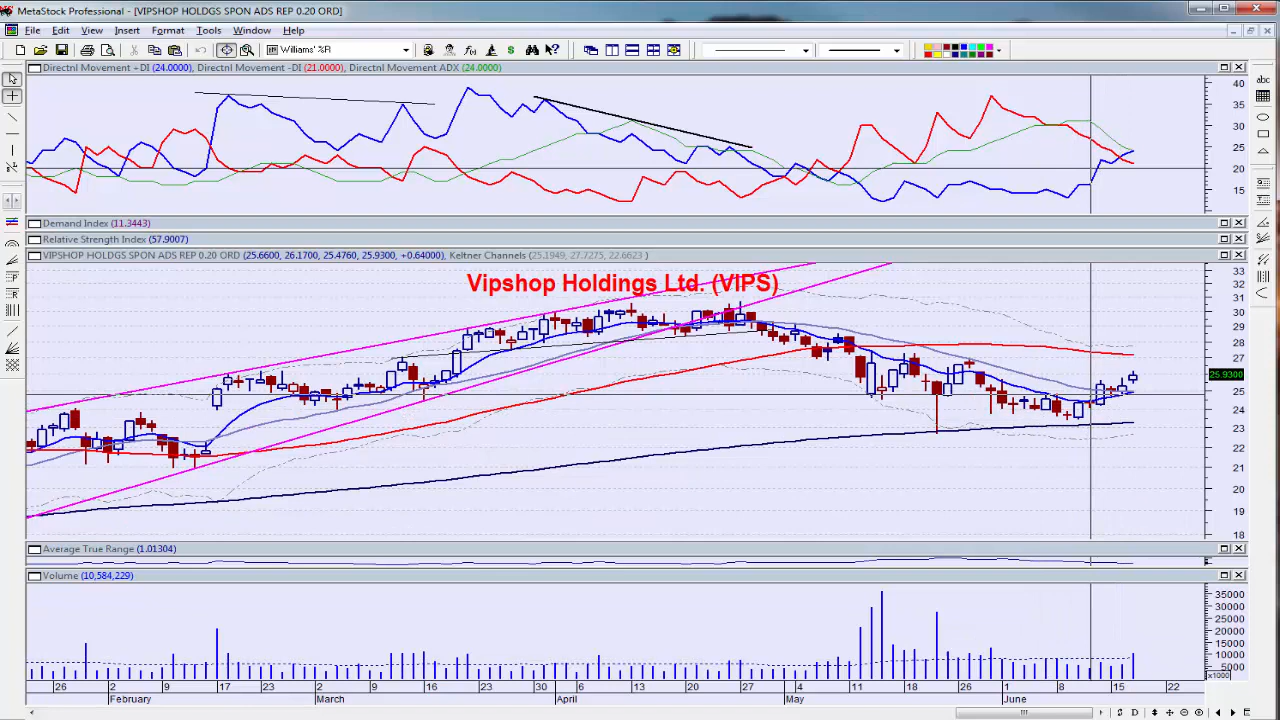 MetaStock Professional - [VIPSHOP HOLDGS SPON ADS REP 0.20 ORD]
File Edit View Insert Format Tools Window Help
Williams' %R
Directnl Movement +DI (24.0000), Directnl Movement -DI (21.0000), Directnl Movement ADX (24.0000)
40
35
30
25
20
15
Demand Index (11.3443)
Relative Strength Index (57.9007)
VIPSHOP HOLDGS SPON ADS REP 0.20 ORD (25.6600, 26.1700, 25.4760, 25.9300, +0.64000), Keltner Channels (25.1949, 27.7275, 22.6623 )
Vipshop Holdings Ltd. (VIPS)
33
31
30
29
28
27
25.9300
25
24
23
22
21
20
19
18
Average True Range (1.01304)
Volume (10,584,229)
35000
30000
25000
20000
15000
10000
5000
x1000
26 2 9 17 23 2 9 16 23 30 6 13 20 27 4 11 18 26 1 8 15 22
February March April May June
abc
D